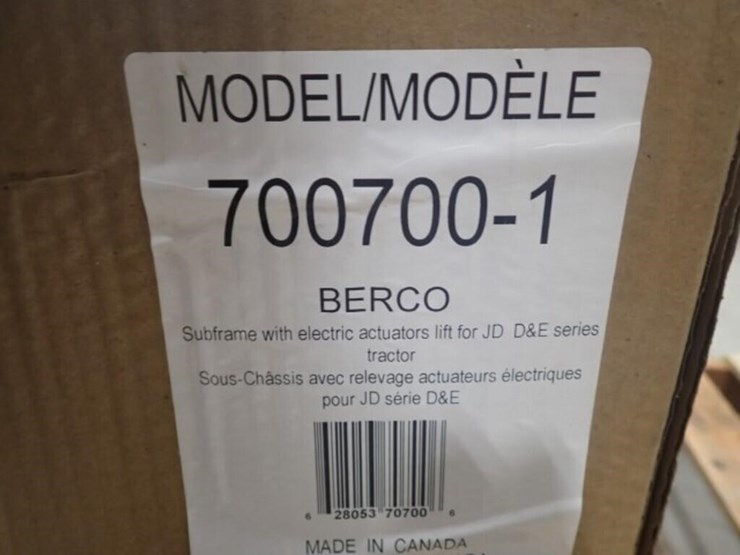 MODEL/MODÈLE
700700-1
BERCO
Subframe with electric actuators lift for JD D&E series
tractor
Sous-Châssis avec relevage actuateurs électriques
pour JD série D&E
6 28053 70700 6
MADE IN CANADA